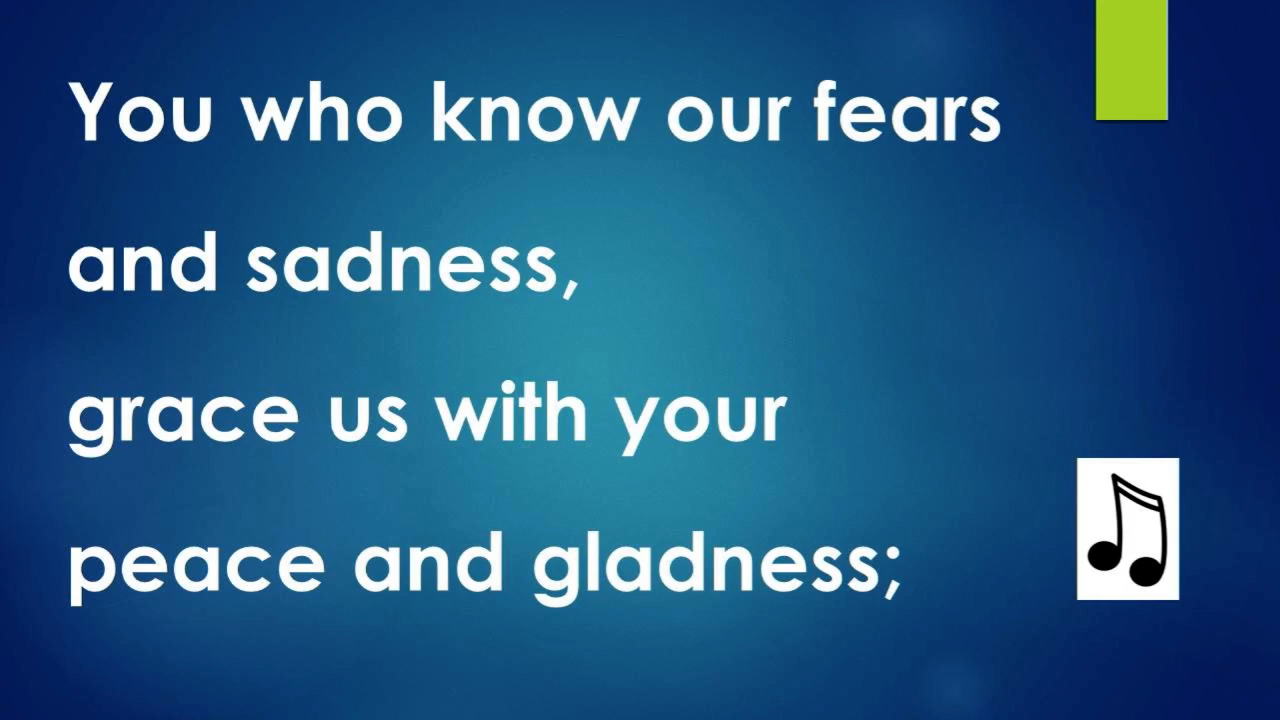 You who know our fears
and sadness,
grace us with your
peace and gladness;